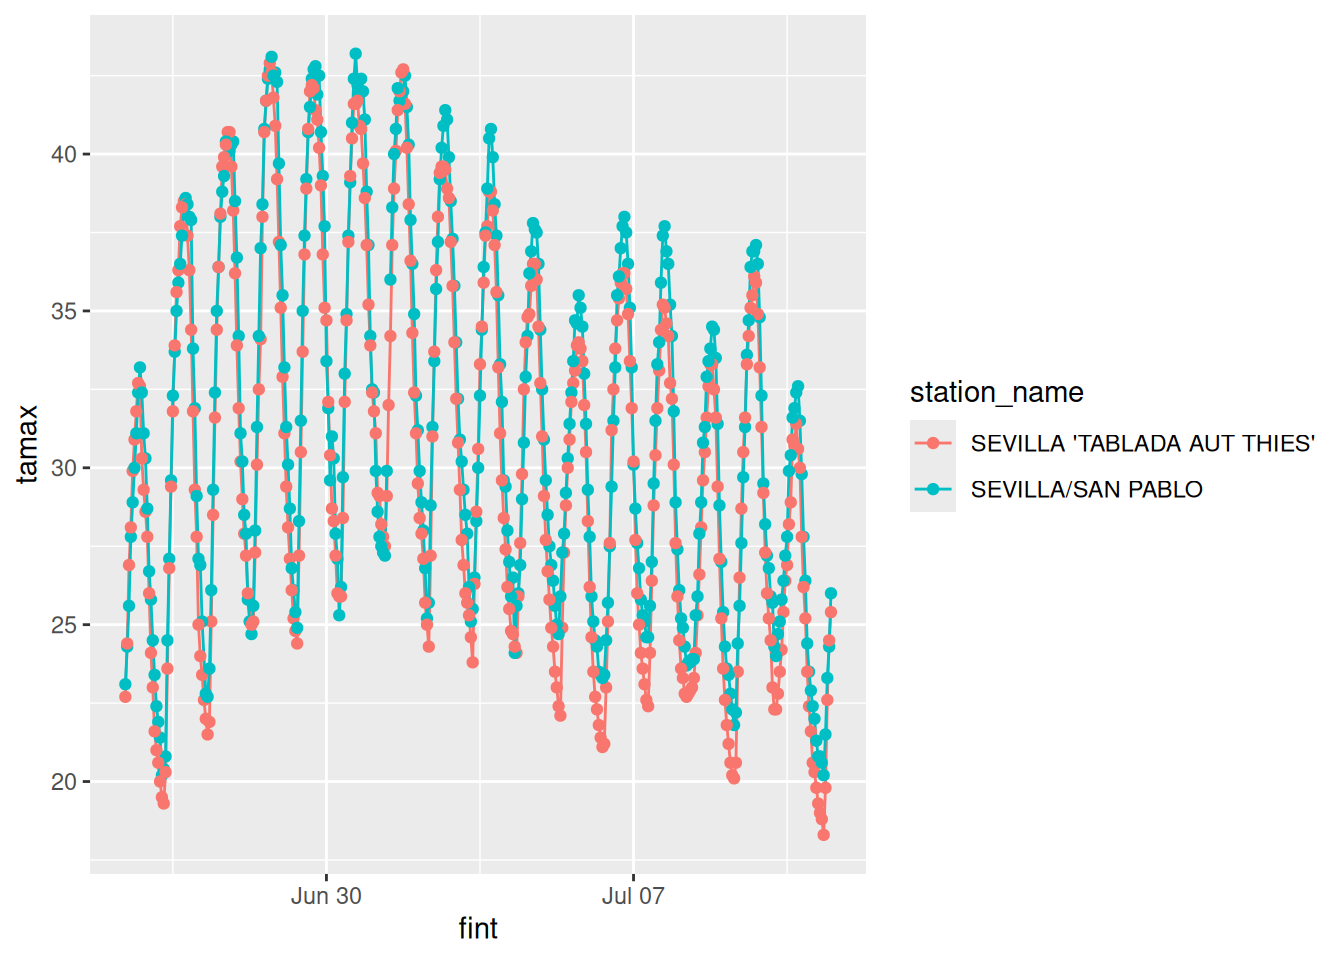 40
35
30
25
20
tamax
Jun 30
Jul 07
fint
station_name
SEVILLA 'TABLADA AUT THIES'
SEVILLA/SAN PABLO